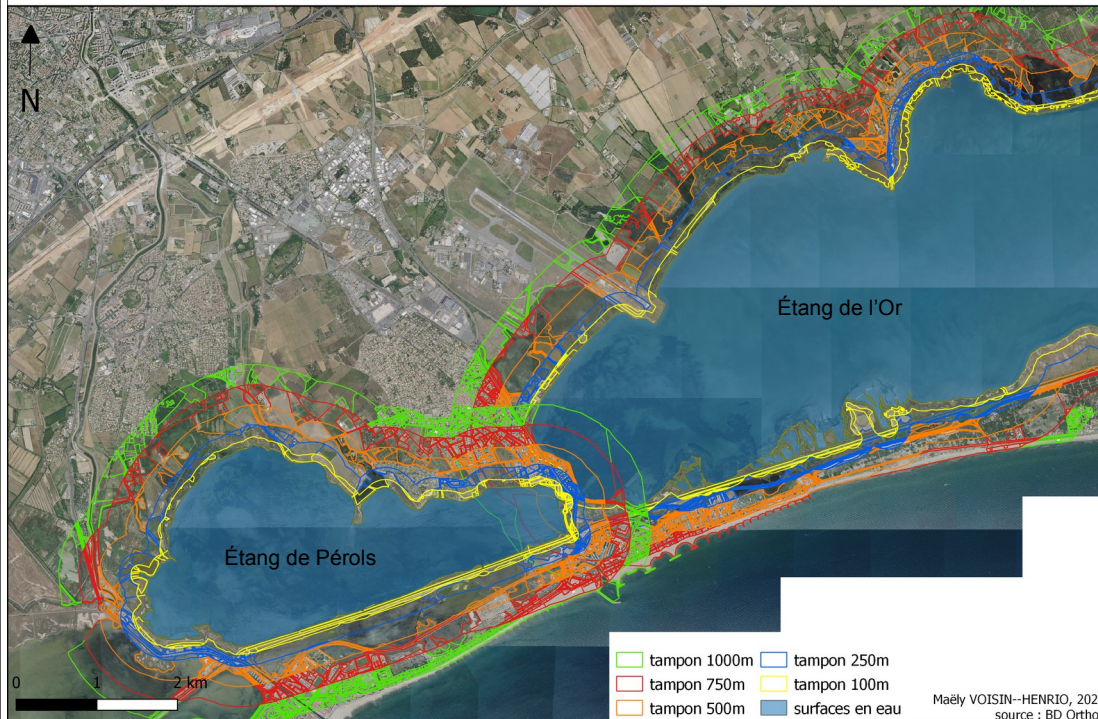 N
Étang de l'Or
Étang de Pérols
0 2 km
tampon 1000m
tampon 750m
tampon 500m
tampon 250m
tampon 100m
surfaces en eau
Maëly VOISIN--HENRIO, 202
source : BD Ortho